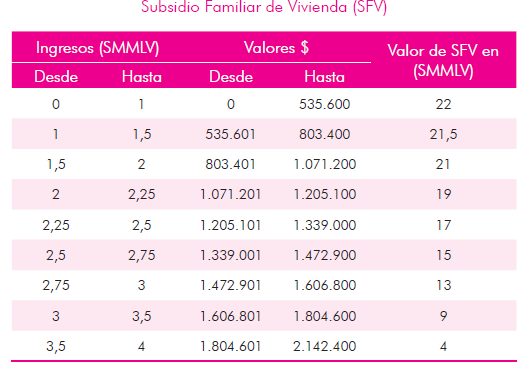 Subsidio Familiar de Vivienda (SFV)
Ingresos (SMMLV) Valores $ Valor de SFV en (SMMLV)
Desde Hasta Desde Hasta
0 1 0 535.600 22
1 1,5 535.601 803.400 21,5
1,5 2 803.401 1.071.200 21
2 2,25 1.071.201 1.205.100 19
2,25 2,5 1.205.101 1.339.000 17
2,5 2,75 1.339.001 1.472.900 15
2,75 3 1.472.901 1.606.800 13
3 3,5 1.606.801 1.804.600 9
3,5 4 1.804.601 2.142.400 4